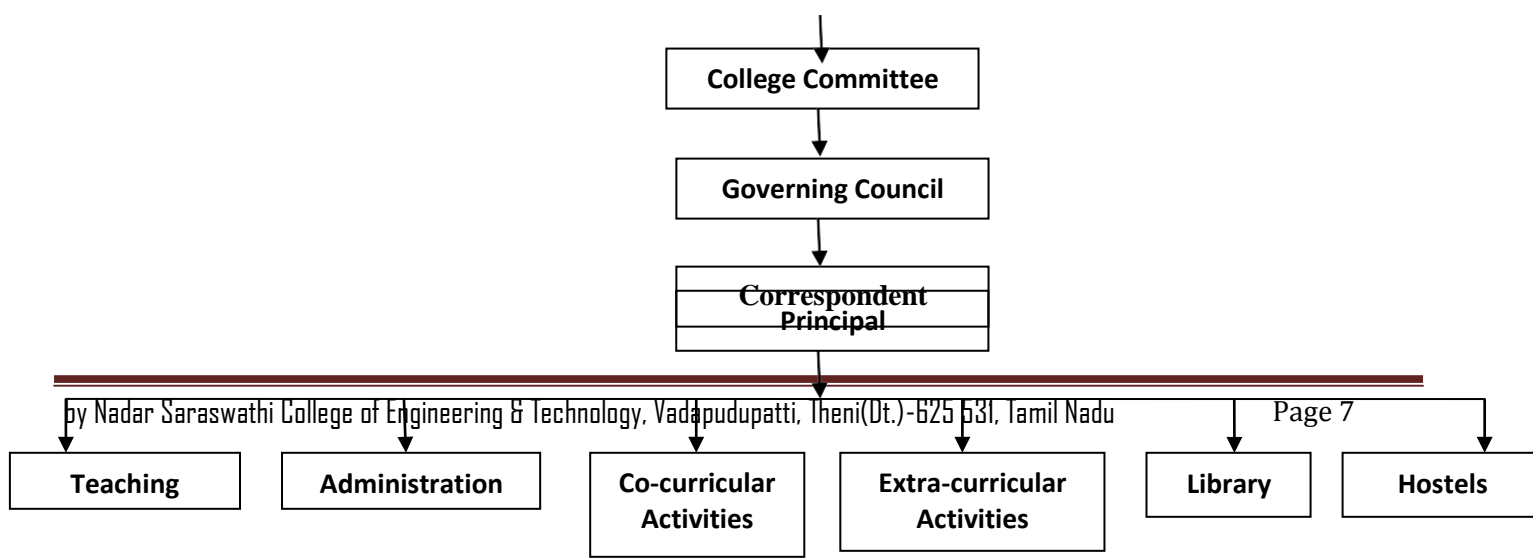 College Committee
Governing Council
Correspondent
Principal
by Nadar Saraswathi College of Engineering & Technology, Vadapudupatti, Theni(Dt.)-625 531, Tamil Nadu Page 7
Teaching Administration Co-curricular Extra-curricular Library Hostels
Activities Activities